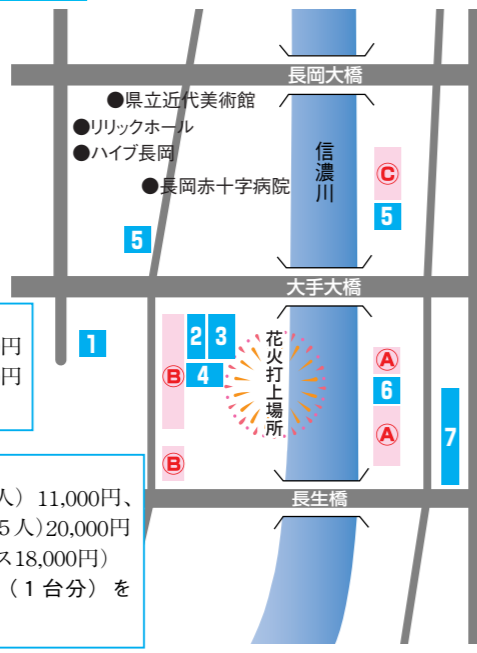 長岡大橋
●県立近代美術館
●リリックホール
●ハイブ長岡
●長岡赤十字病院
信濃川
C
5
5
大手大橋
円
円
1
2 3
4
B
花火打上場所
A
6
A
7
B
長生橋
人） 11,000円、
5人)20,000円
ス18,000円）
（１台分） を